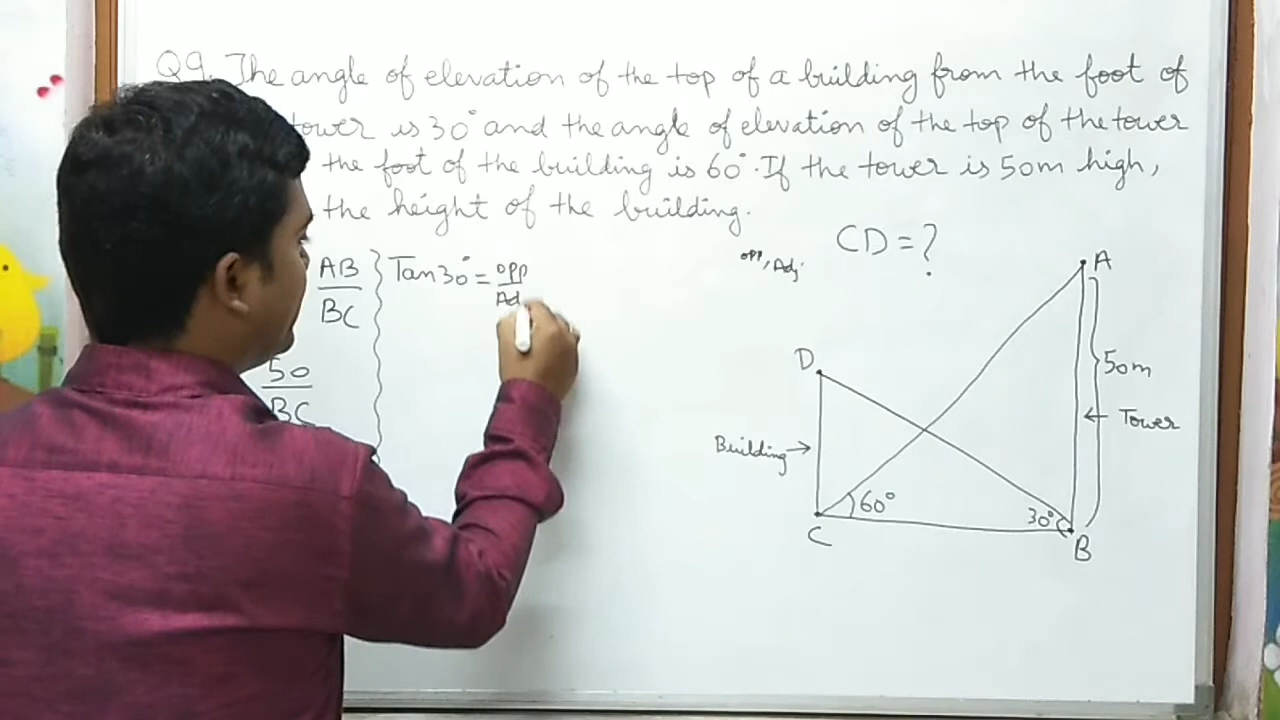 Q9. The angle of elevation of the top of a building from the foot of
tower is 30° and the angle of elevation of the top of the tower
the foot of the building is 60°. If the tower is 50m high,
the height of the building.
CD = ?
opp, Adj
AB
BC
Tan30° = opp
Ad
50
BC
A
D
50m
Tower
Building
60°
30°
C
B